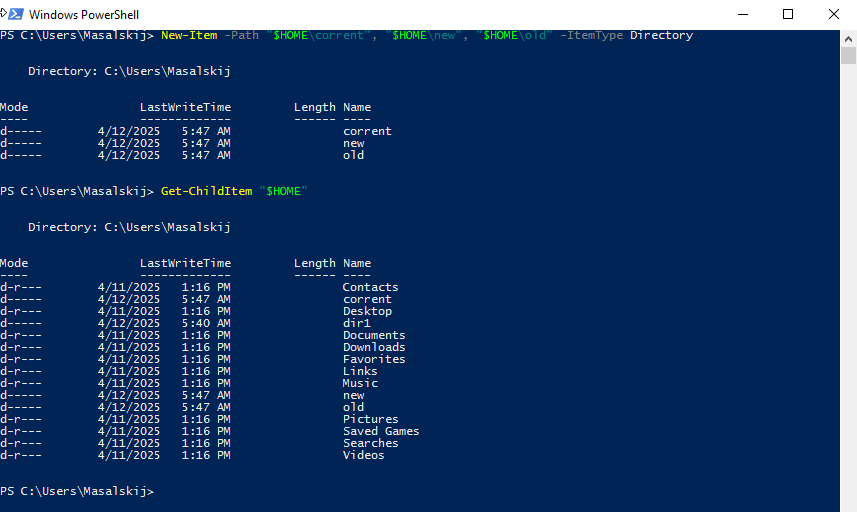 Windows PowerShell
PS C:\Users\Masalskij> New-Item -Path "$HOME\corrent", "$HOME\new", "$HOME\old" -ItemType Directory
Directory: C:\Users\Masalskij
Mode LastWriteTime Length Name
---- ------------- ------ ----
d----- 4/12/2025 5:47 AM corrent
d----- 4/12/2025 5:47 AM new
d----- 4/12/2025 5:47 AM old
PS C:\Users\Masalskij> Get-ChildItem "$HOME"
Directory: C:\Users\Masalskij
Mode LastWriteTime Length Name
---- ------------- ------ ----
d-r--- 4/11/2025 1:16 PM Contacts
d----- 4/12/2025 5:47 AM corrent
d-r--- 4/11/2025 1:16 PM Desktop
d----- 4/12/2025 5:40 AM dir1
d-r--- 4/11/2025 1:16 PM Documents
d-r--- 4/11/2025 1:16 PM Downloads
d-r--- 4/11/2025 1:16 PM Favorites
d-r--- 4/11/2025 1:16 PM Links
d-r--- 4/11/2025 1:16 PM Music
d----- 4/12/2025 5:47 AM new
d----- 4/12/2025 5:47 AM old
d-r--- 4/11/2025 1:16 PM Pictures
d-r--- 4/11/2025 1:16 PM Saved Games
d-r--- 4/11/2025 1:16 PM Searches
d-r--- 4/11/2025 1:16 PM Videos
PS C:\Users\Masalskij>